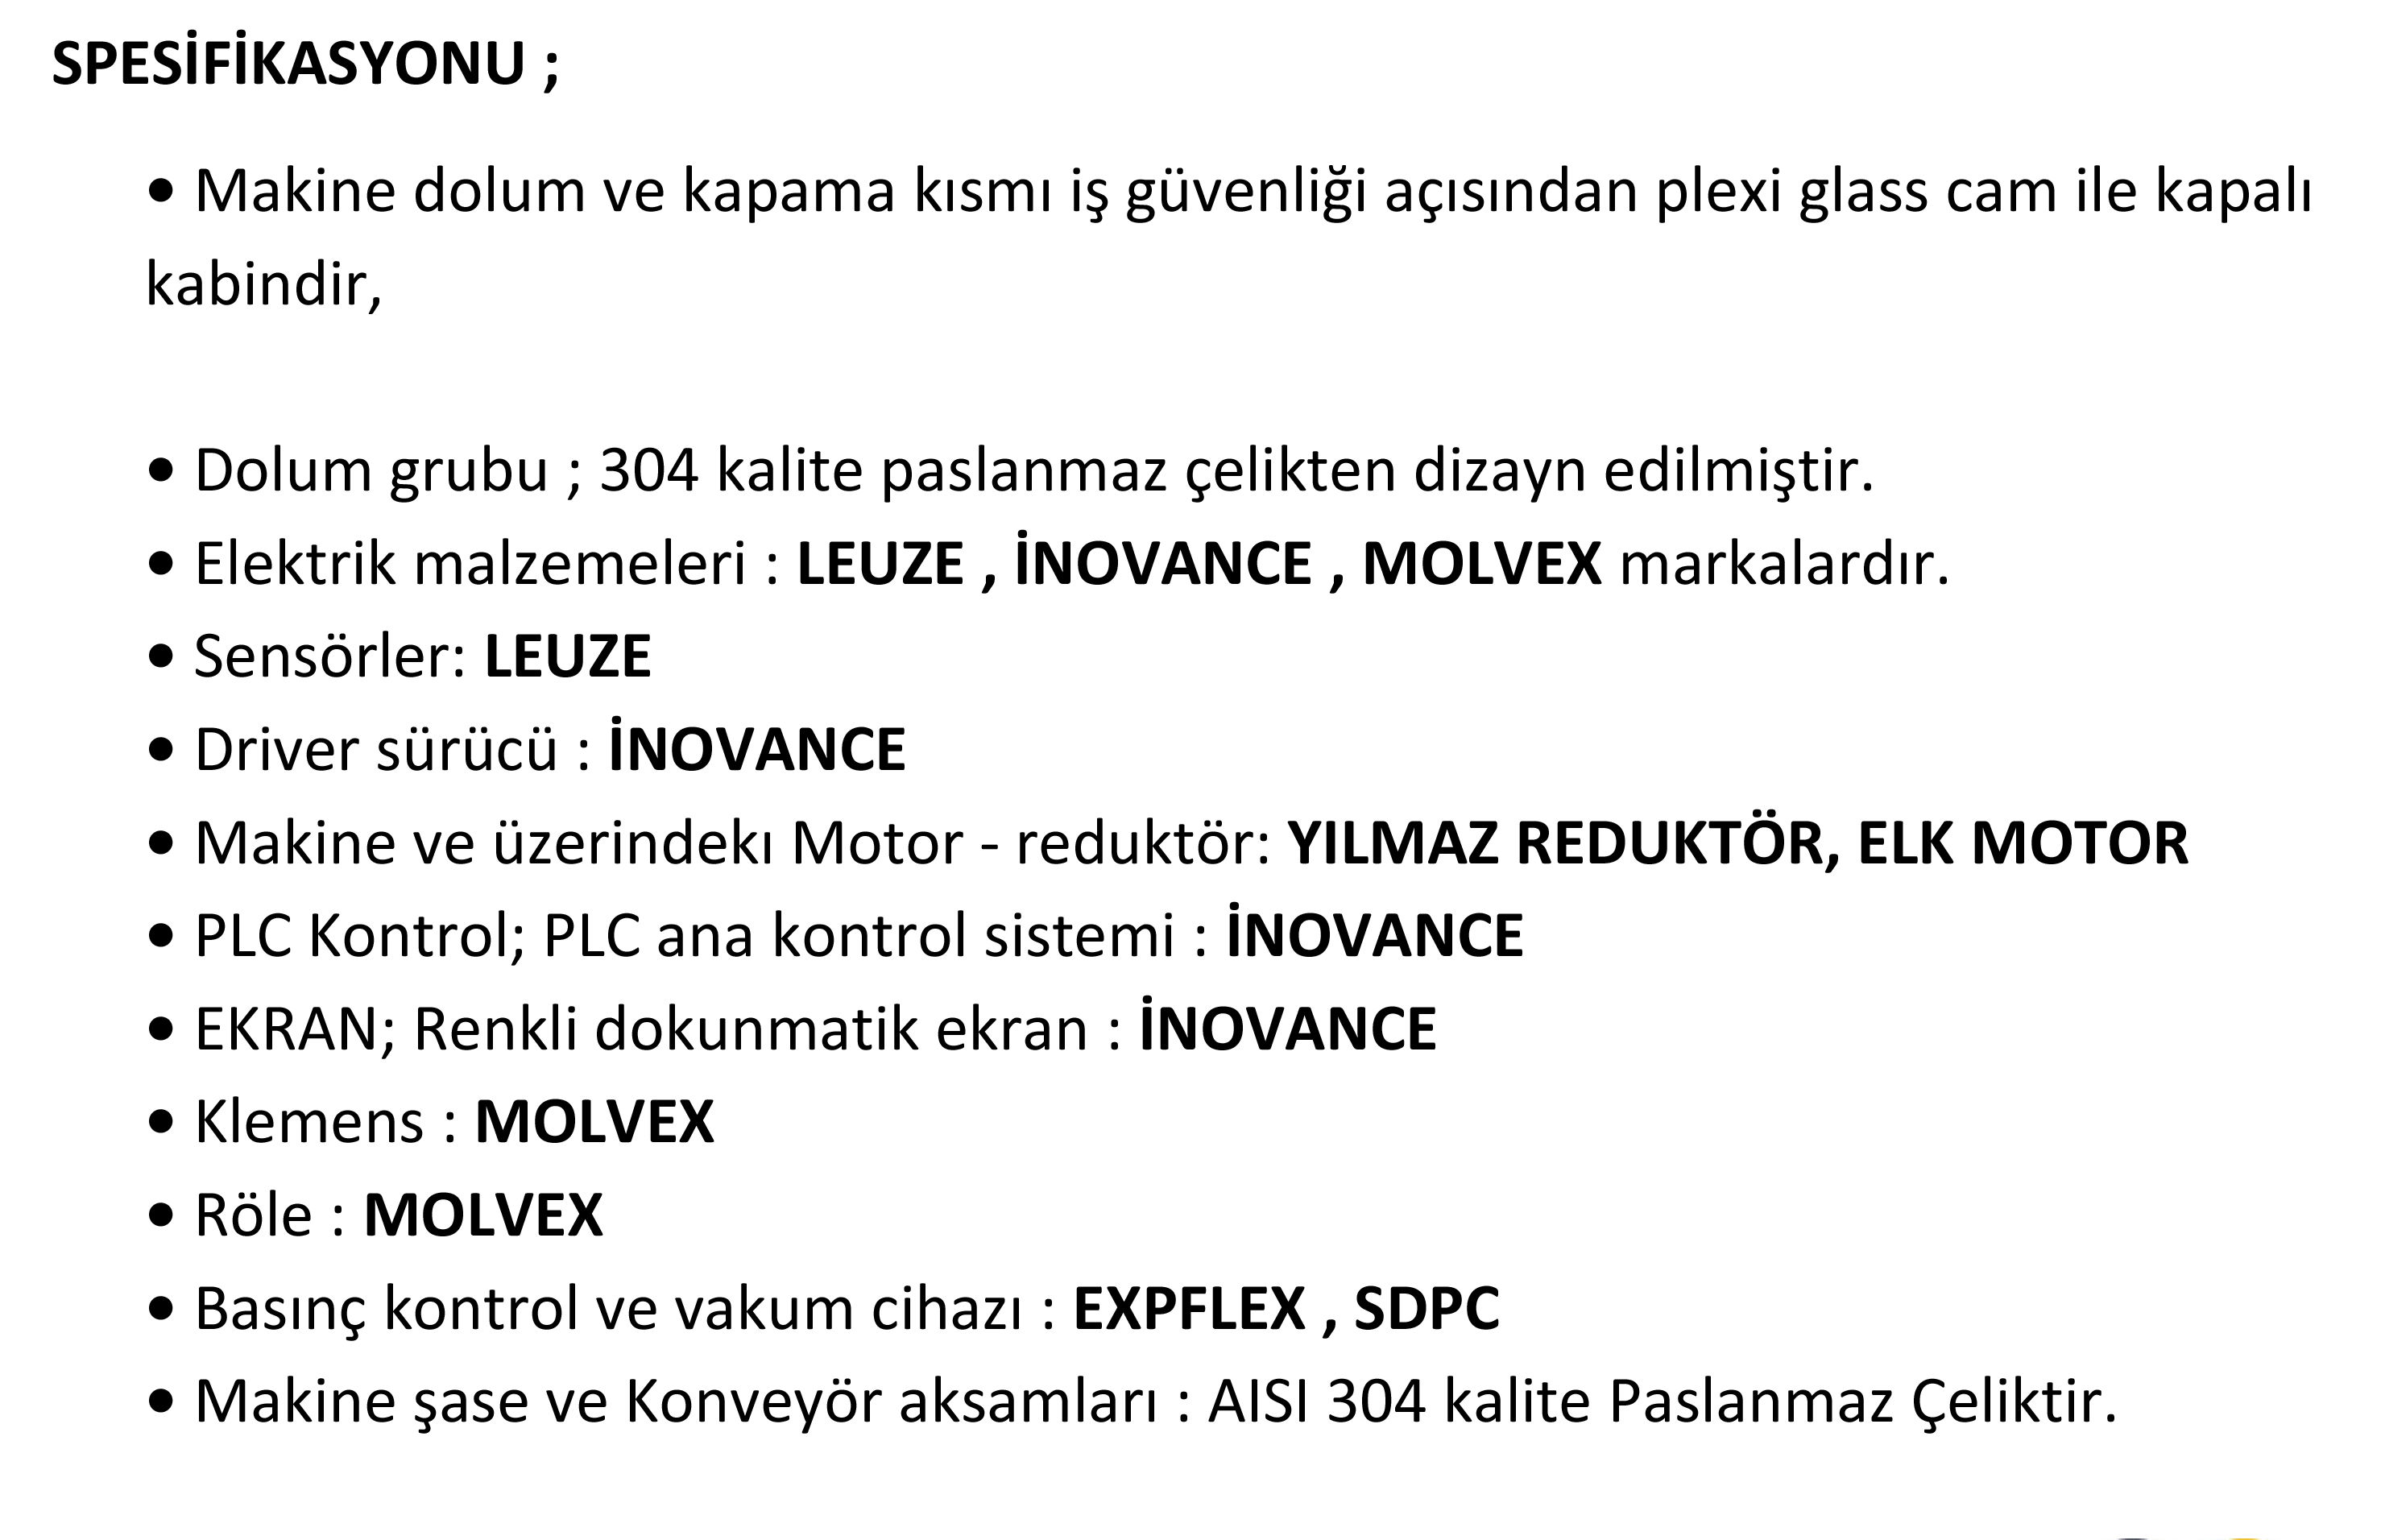 SPESİFİKASYONU ;
● Makine dolum ve kapama kısmı iş güvenliği açısından plexi glass cam ile kapalı
kabindir,
● Dolum grubu ; 304 kalite paslanmaz çelikten dizayn edilmiştir.
● Elektrik malzemeleri : LEUZE , İNOVANCE , MOLVEX markalardır.
● Sensörler: LEUZE
● Driver sürücü : İNOVANCE
● Makine ve üzerindekı Motor - reduktör: YILMAZ REDUKTÖR, ELK MOTOR
● PLC Kontrol; PLC ana kontrol sistemi : İNOVANCE
● EKRAN; Renkli dokunmatik ekran : İNOVANCE
● Klemens : MOLVEX
● Röle : MOLVEX
● Basınç kontrol ve vakum cihazı : EXPFLEX , SDPC
● Makine şase ve Konveyör aksamları : AISI 304 kalite Paslanmaz Çeliktir.